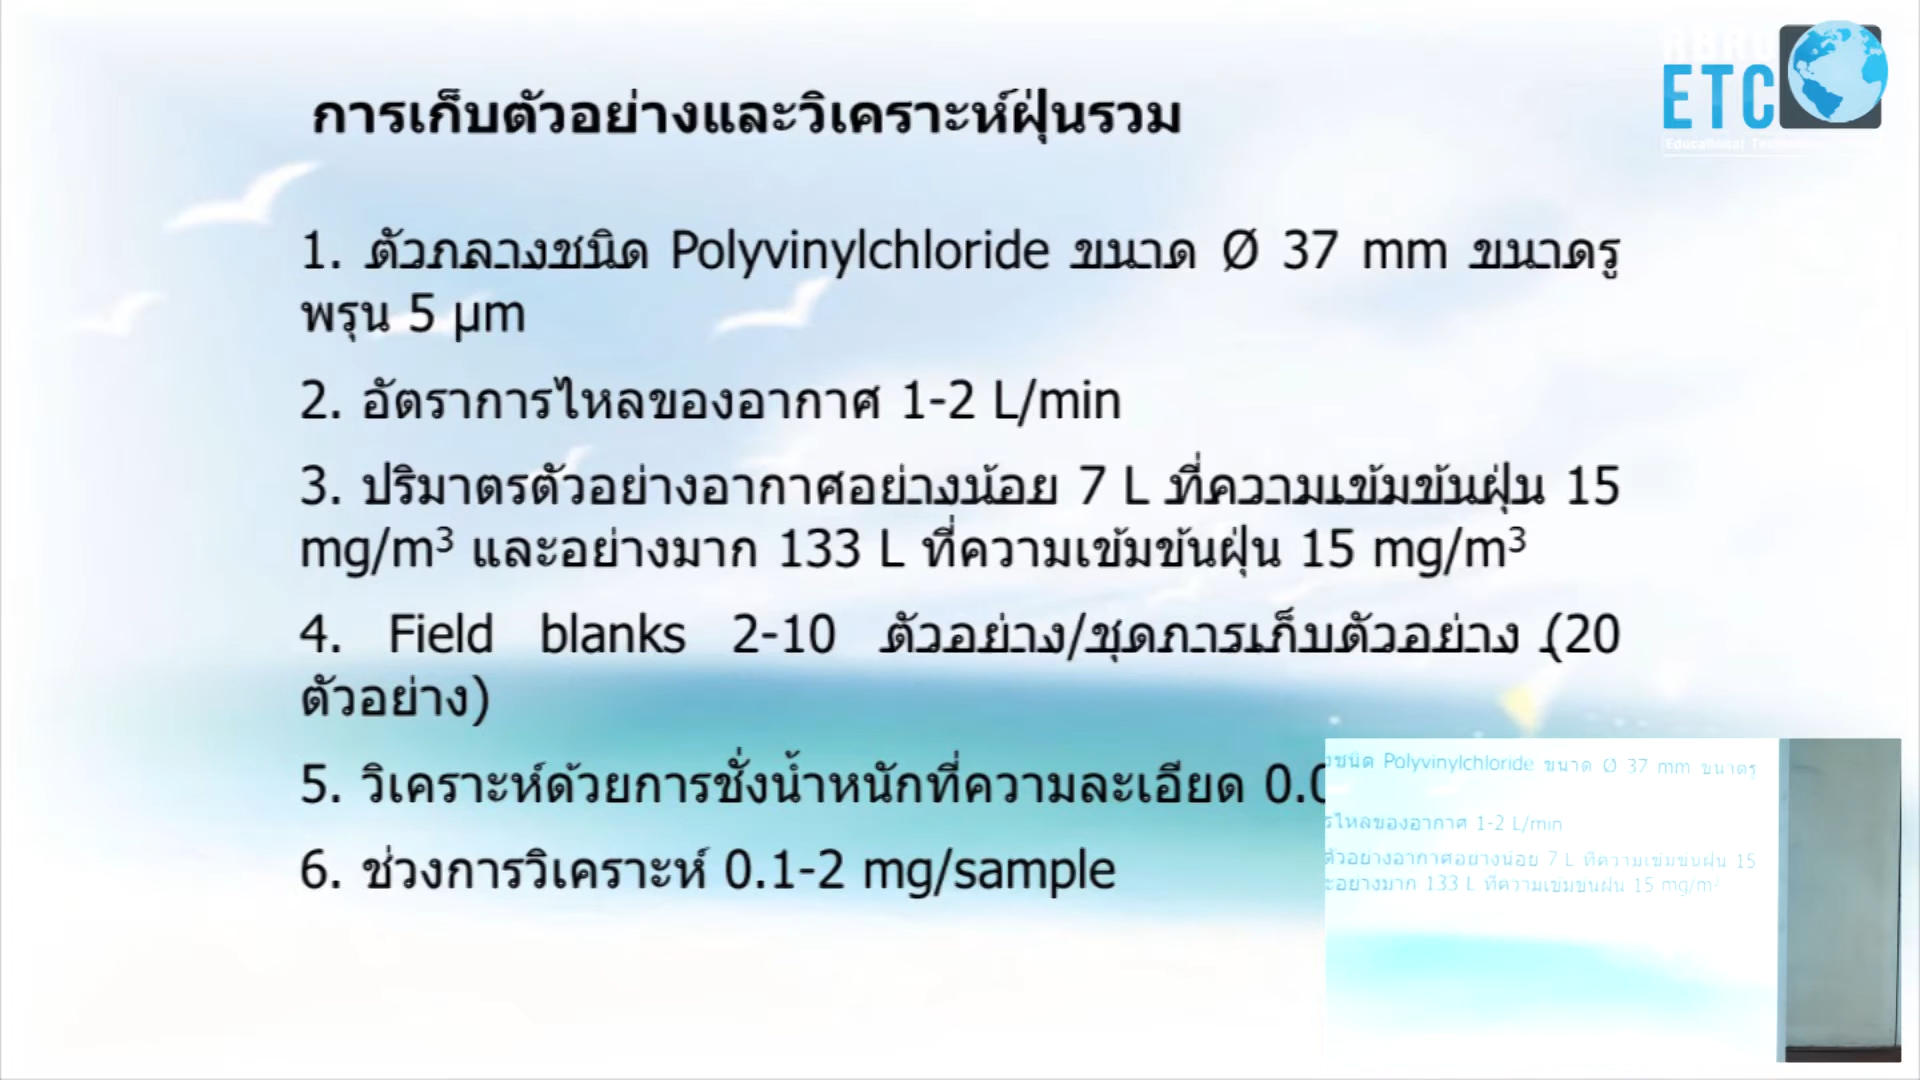 RBRU
ETC
Educational
การเก็บตัวอย่างและวิเคราะห์ฝุ่นรวม
1. ตัวกลางชนิด Polyvinylchloride ขนาด Ø 37 mm ขนาดรู
พรุน 5 µm
2. อัตราการไหลของอากาศ 1-2 L/min
3. ปริมาตรตัวอย่างอากาศอย่างน้อย 7 L ที่ความเข้มข้นฝุ่น 15
mg/m³ และอย่างมาก 133 L ที่ความเข้มข้นฝุ่น 15 mg/m³
4. Field blanks 2-10 ตัวอย่าง/ชุดการเก็บตัวอย่าง (20
ตัวอย่าง)
5. วิเคราะห์ด้วยการชั่งน้ำหนักที่ความละเอียด 0.0
6. ช่วงการวิเคราะห์ 0.1-2 mg/sample
งชนิด Polyvinylchloride ขนาด Ø 37 mm ขนาดรู
รไหลของอากาศ 1-2 L/min
ตัวอย่างอากาศอย่างน้อย 7 L ที่ความเข้มข้นฝุ่น 15
ะอย่างมาก 133 L ที่ความเข้มข้นฝุ่น 15 mg/m³